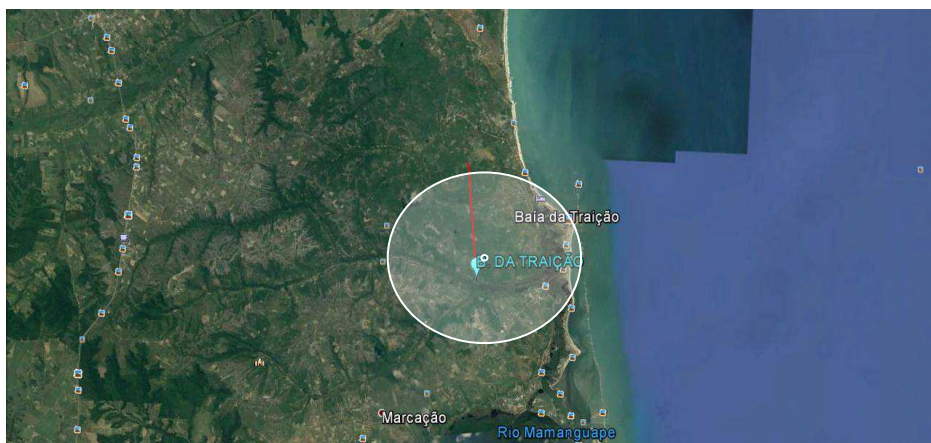 Baía da Traição
B. DA TRAIÇÃO
Marcação
Rio Mamanguape